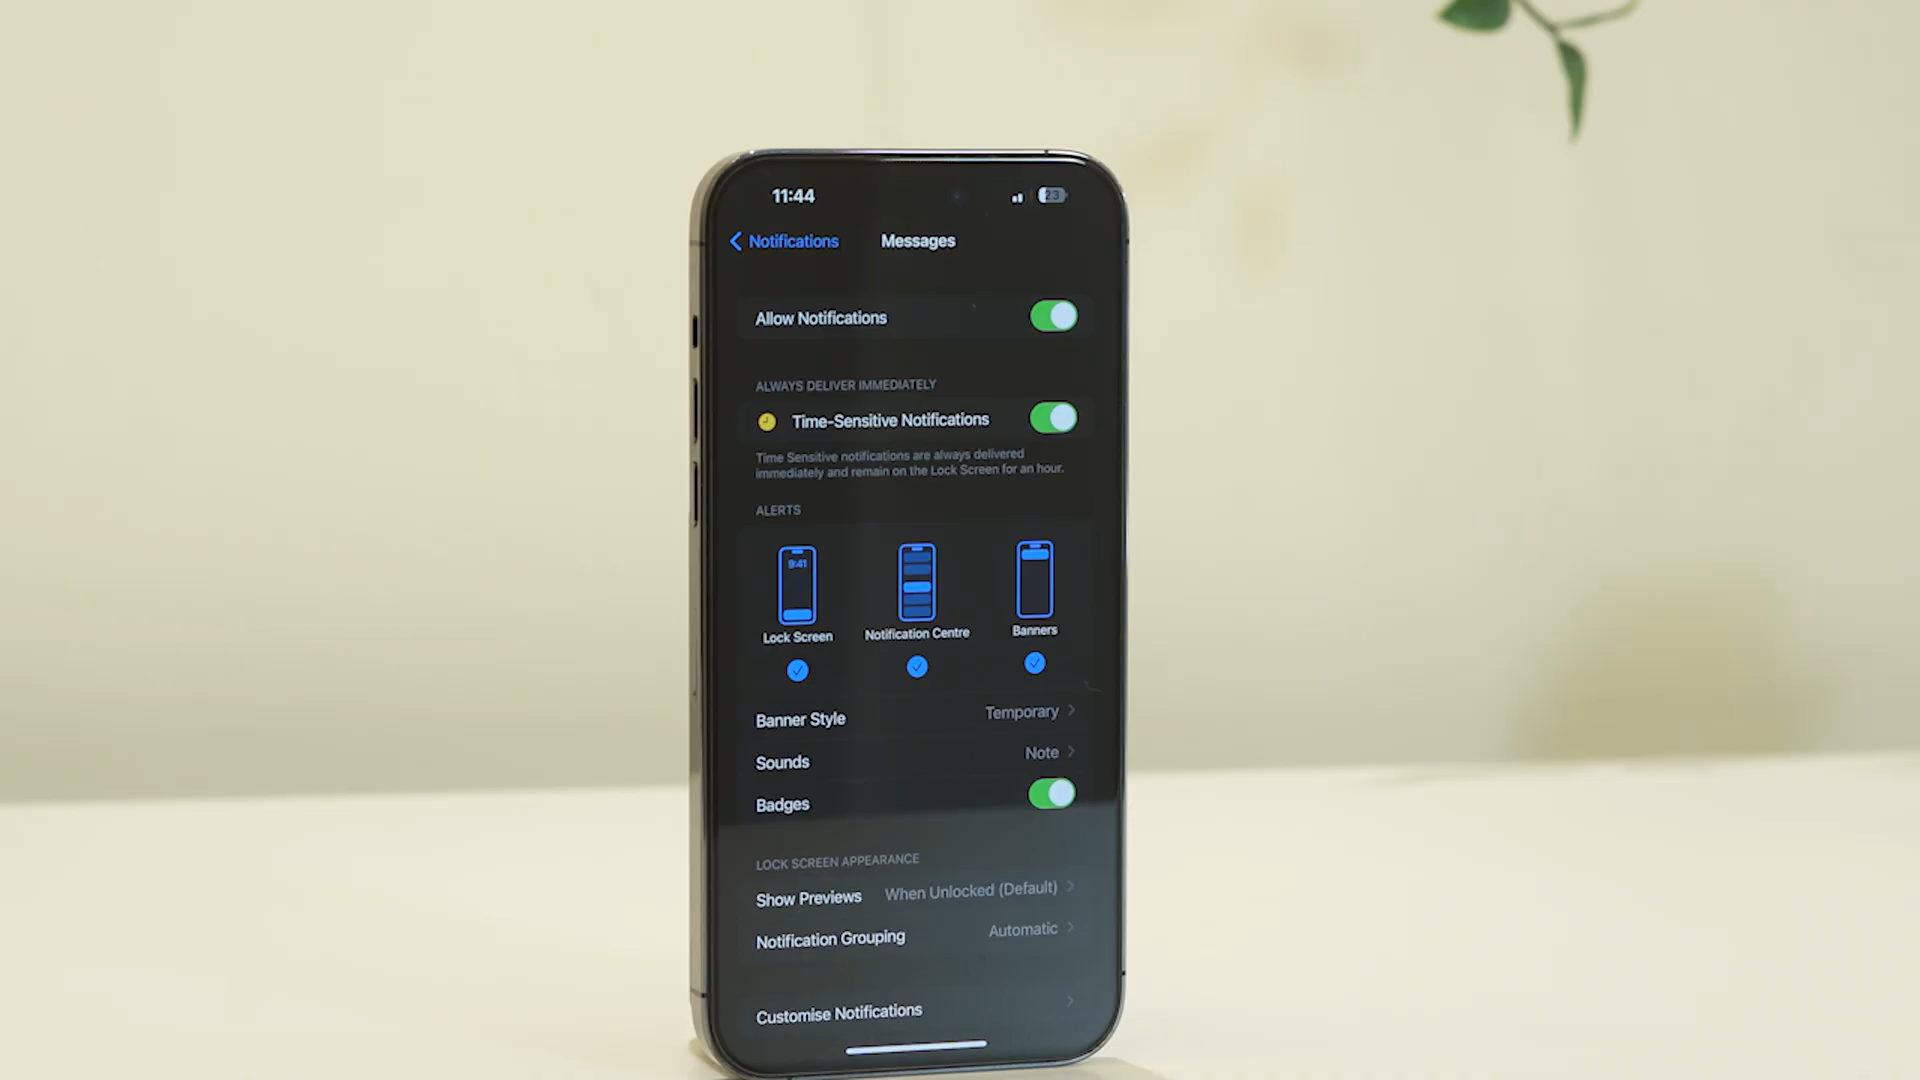 11:44
23
Notifications
Messages
Allow Notifications
ALWAYS DELIVER IMMEDIATELY
Time-Sensitive Notifications
Time Sensitive notifications are always delivered
immediately and remain on the Lock Screen for an hour.
ALERTS
9:41
Lock Screen
Notification Centre
Banners
Banner Style
Temporary
Sounds
Note
Badges
LOCK SCREEN APPEARANCE
Show Previews
When Unlocked (Default)
Notification Grouping
Automatic
Customise Notifications